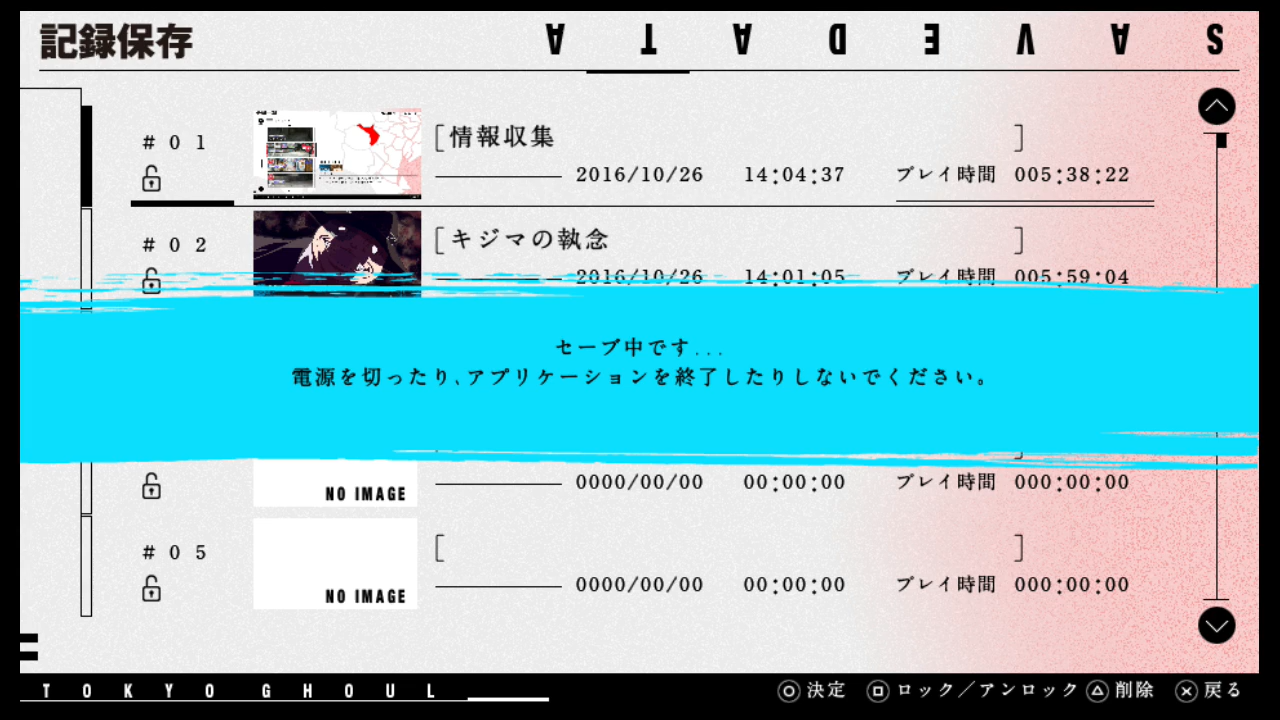 記録保存
SAVEDATA
#01
[情報収集]
2016/10/26 14:04:37 プレイ時間 005:38:22
#02
[キジマの執念]
2016/10/26 14:01:05 プレイ時間 005:59:04
セーブ中です...
電源を切ったり、アプリケーションを終了したりしないでください。
NO IMAGE
0000/00/00 00:00:00 プレイ時間 000:00:00
#05
[ ]
NO IMAGE
0000/00/00 00:00:00 プレイ時間 000:00:00
TOKYO GHOUL
決定 ロック/アンロック 削除 戻る